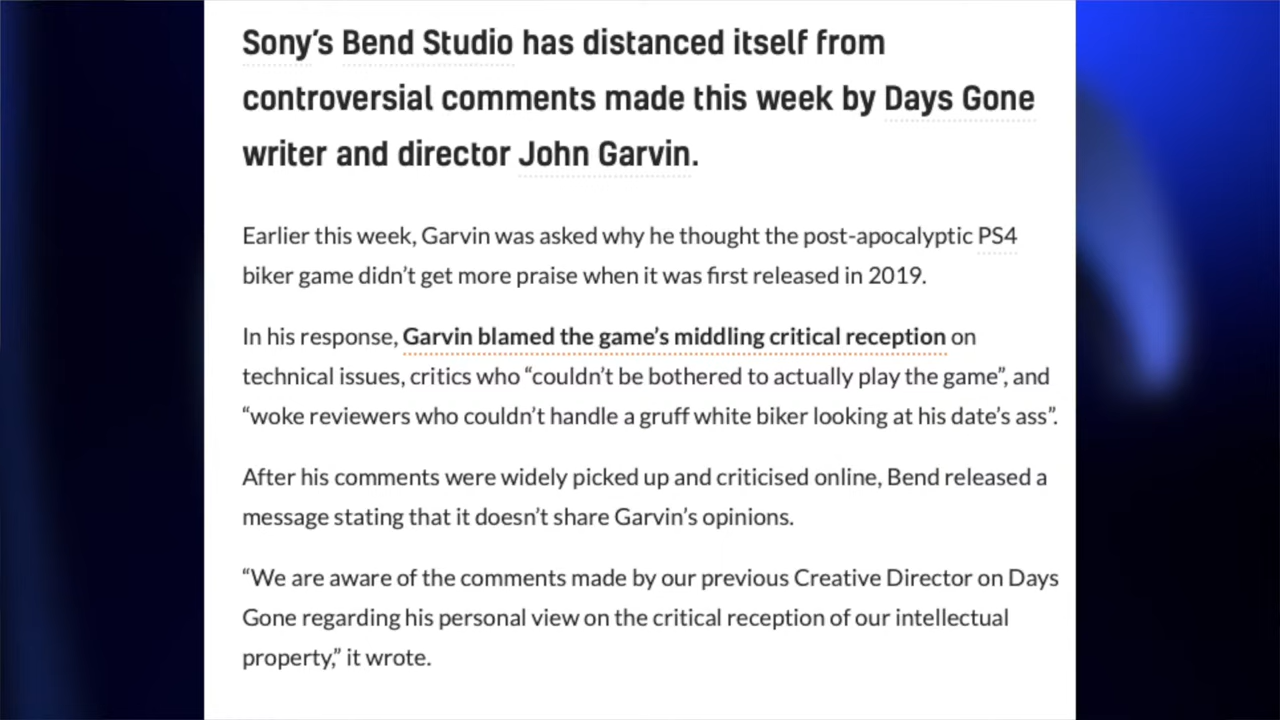 Sony’s Bend Studio has distanced itself from
controversial comments made this week by Days Gone
writer and director John Garvin.
Earlier this week, Garvin was asked why he thought the post-apocalyptic PS4
biker game didn’t get more praise when it was first released in 2019.
In his response, Garvin blamed the game’s middling critical reception on
technical issues, critics who “couldn’t be bothered to actually play the game”, and
“woke reviewers who couldn’t handle a gruff white biker looking at his date’s ass”.
After his comments were widely picked up and criticised online, Bend released a
message stating that it doesn’t share Garvin’s opinions.
“We are aware of the comments made by our previous Creative Director on Days
Gone regarding his personal view on the critical reception of our intellectual
property,” it wrote.